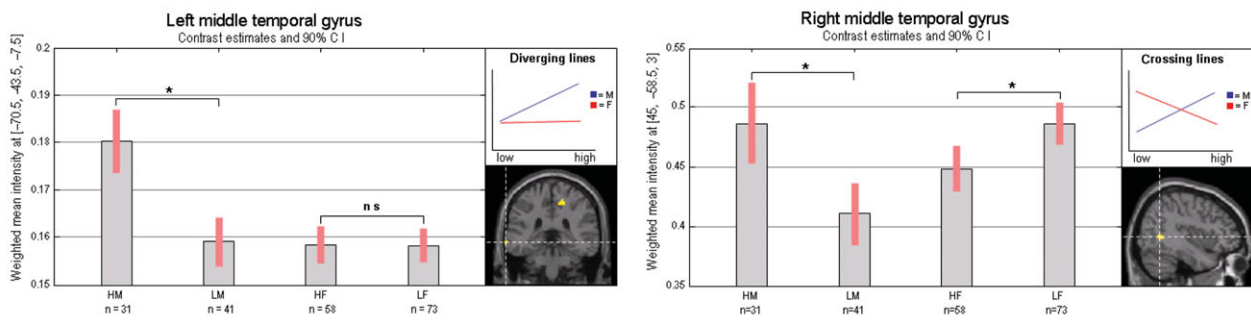 Left middle temporal gyrus
Contrast estimates and 90% C I
Weighted mean intensity at [-70.5, -43.5, -7.5]
0.2
0.19
0.18
0.17
0.16
0.15
*
n s
HM
LM
HF
LF
n = 31
n = 41
n = 58
n = 73
Diverging lines
= M
= F
low
high
Right middle temporal gyrus
Contrast estimates and 90% C I
Weighted mean intensity at [45, -58.5, 3]
0.55
0.5
0.45
0.4
0.35
*
*
HM
LM
HF
LF
n=31
n=41
n=58
n=73
Crossing lines
= M
= F
low
high